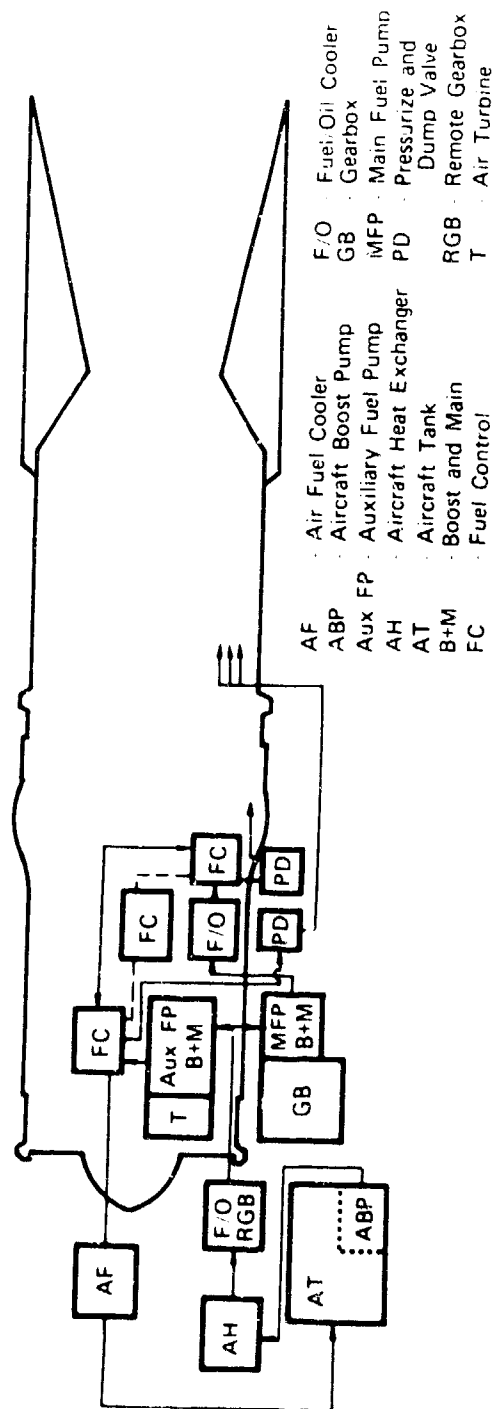 AF
AH
F/O
RGB
AT
ABP
T
Aux FP
B+M
FC
FC
F/O
FC
GB
MFP
B+M
PD
PD
AF · Air Fuel Cooler
ABP · Aircraft Boost Pump
Aux FP · Auxiliary Fuel Pump
AH · Aircraft Heat Exchanger
AT · Aircraft Tank
B+M · Boost and Main
FC · Fuel Control
F/O · Fuel/Oil Cooler
GB · Gearbox
MFP · Main Fuel Pump
PD · Pressurize and
Dump Valve
RGB · Remote Gearbox
T · Air Turbine